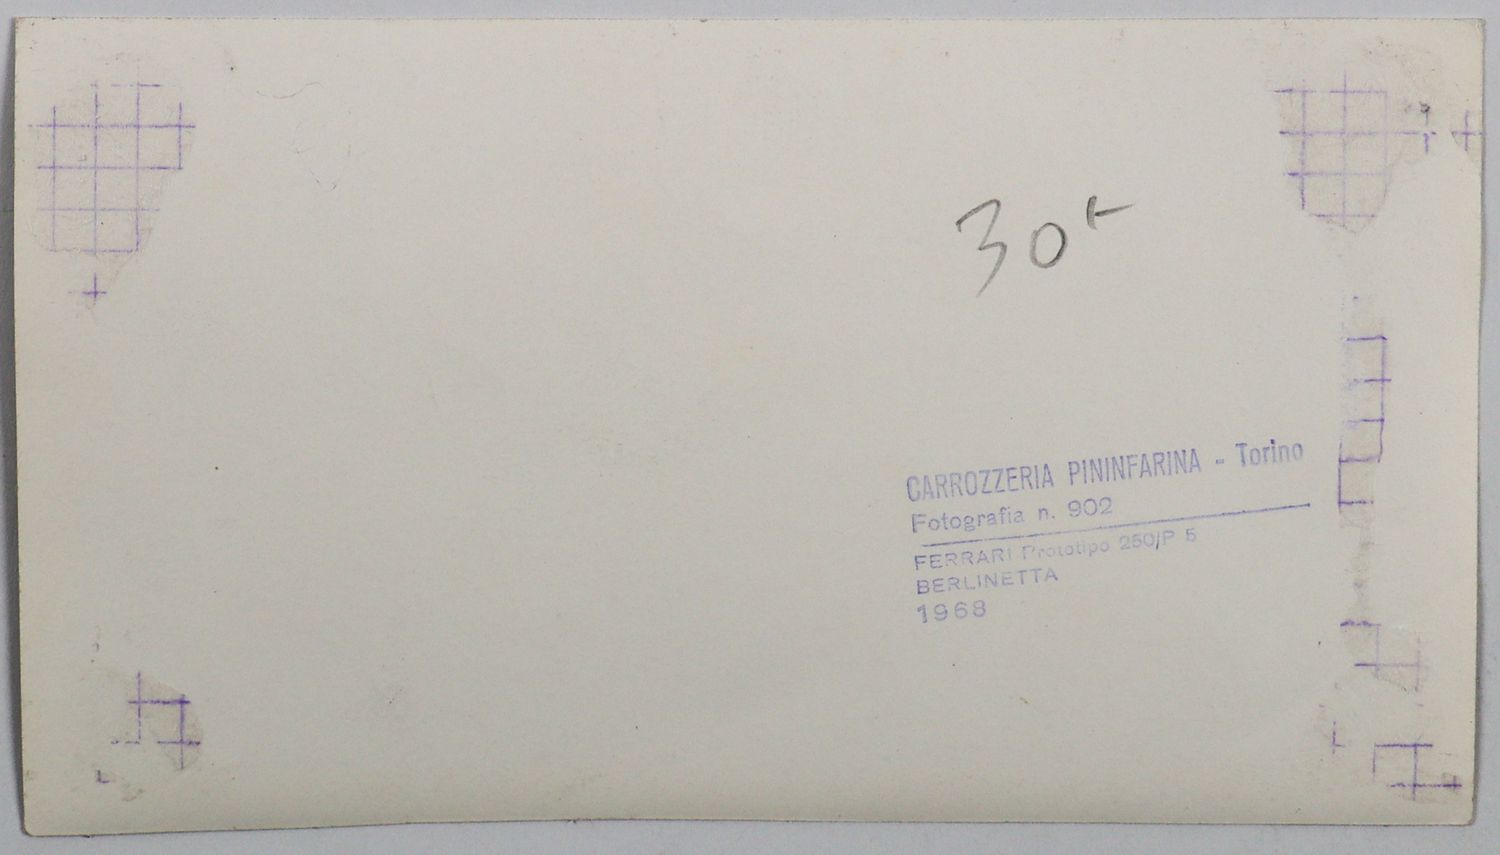 30
CARROZZERIA PININFARINA - Torino
Fotografia n. 902
FERRARI Prototipo 250/P 5
BERLINETTA
1968